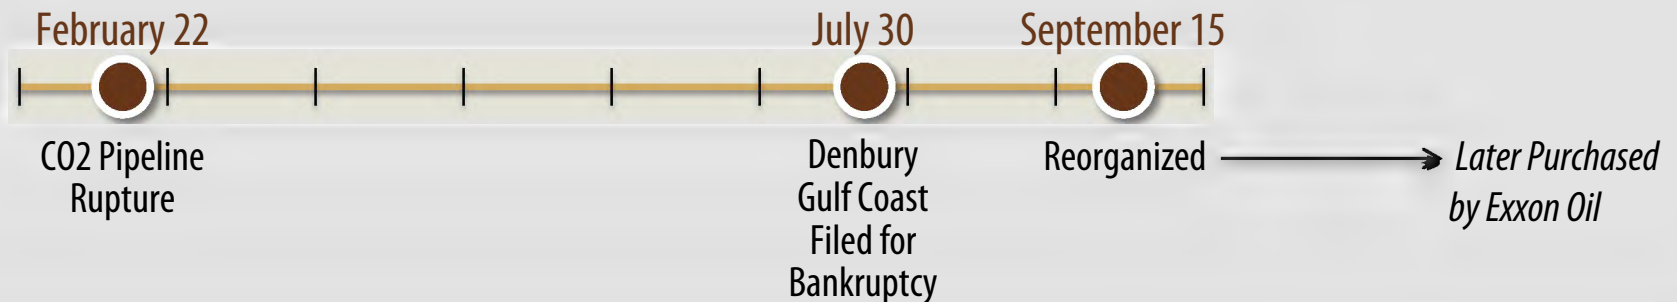 February 22
July 30
September 15
CO2 Pipeline
Rupture
Denbury
Gulf Coast
Filed for
Bankruptcy
Reorganized
Later Purchased
by Exxon Oil